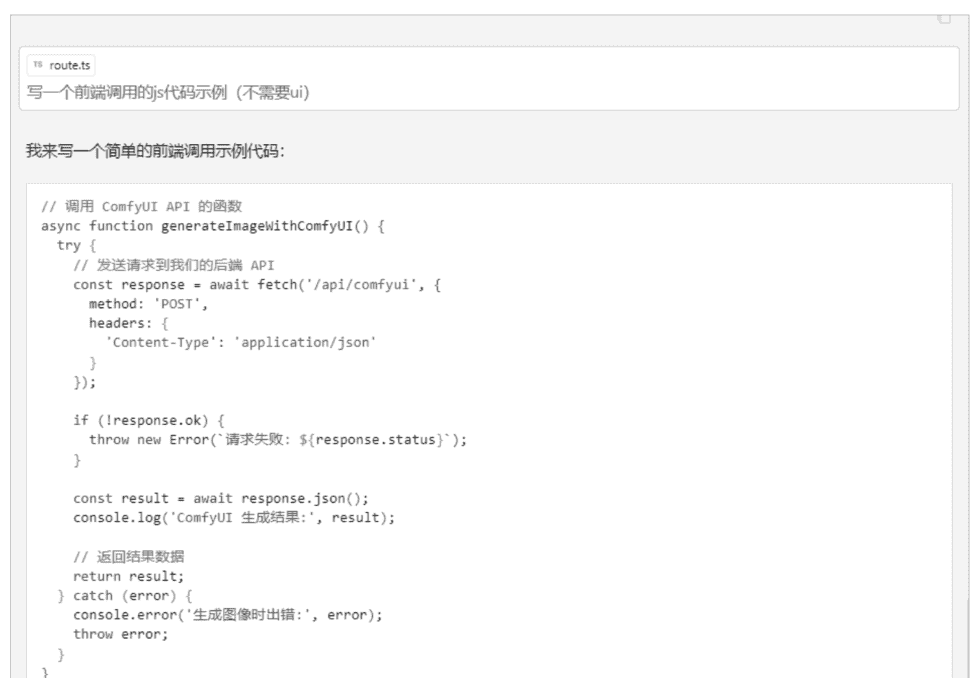 TS route.ts
写一个前端调用的js代码示例（不需要ui）
我来写一个简单的前端调用示例代码：
// 调用 ComfyUI API 的函数
async function generateImageWithComfyUI() {
  try {
    // 发送请求到我们的后端 API
    const response = await fetch('/api/comfyui', {
      method: 'POST',
      headers: {
        'Content-Type': 'application/json'
      }
    });
    if (!response.ok) {
      throw new Error(`请求失败: ${response.status}`);
    }
    const result = await response.json();
    console.log('ComfyUI 生成结果:', result);
    // 返回结果数据
    return result;
  } catch (error) {
    console.error('生成图像时出错:', error);
    throw error;
  }
}